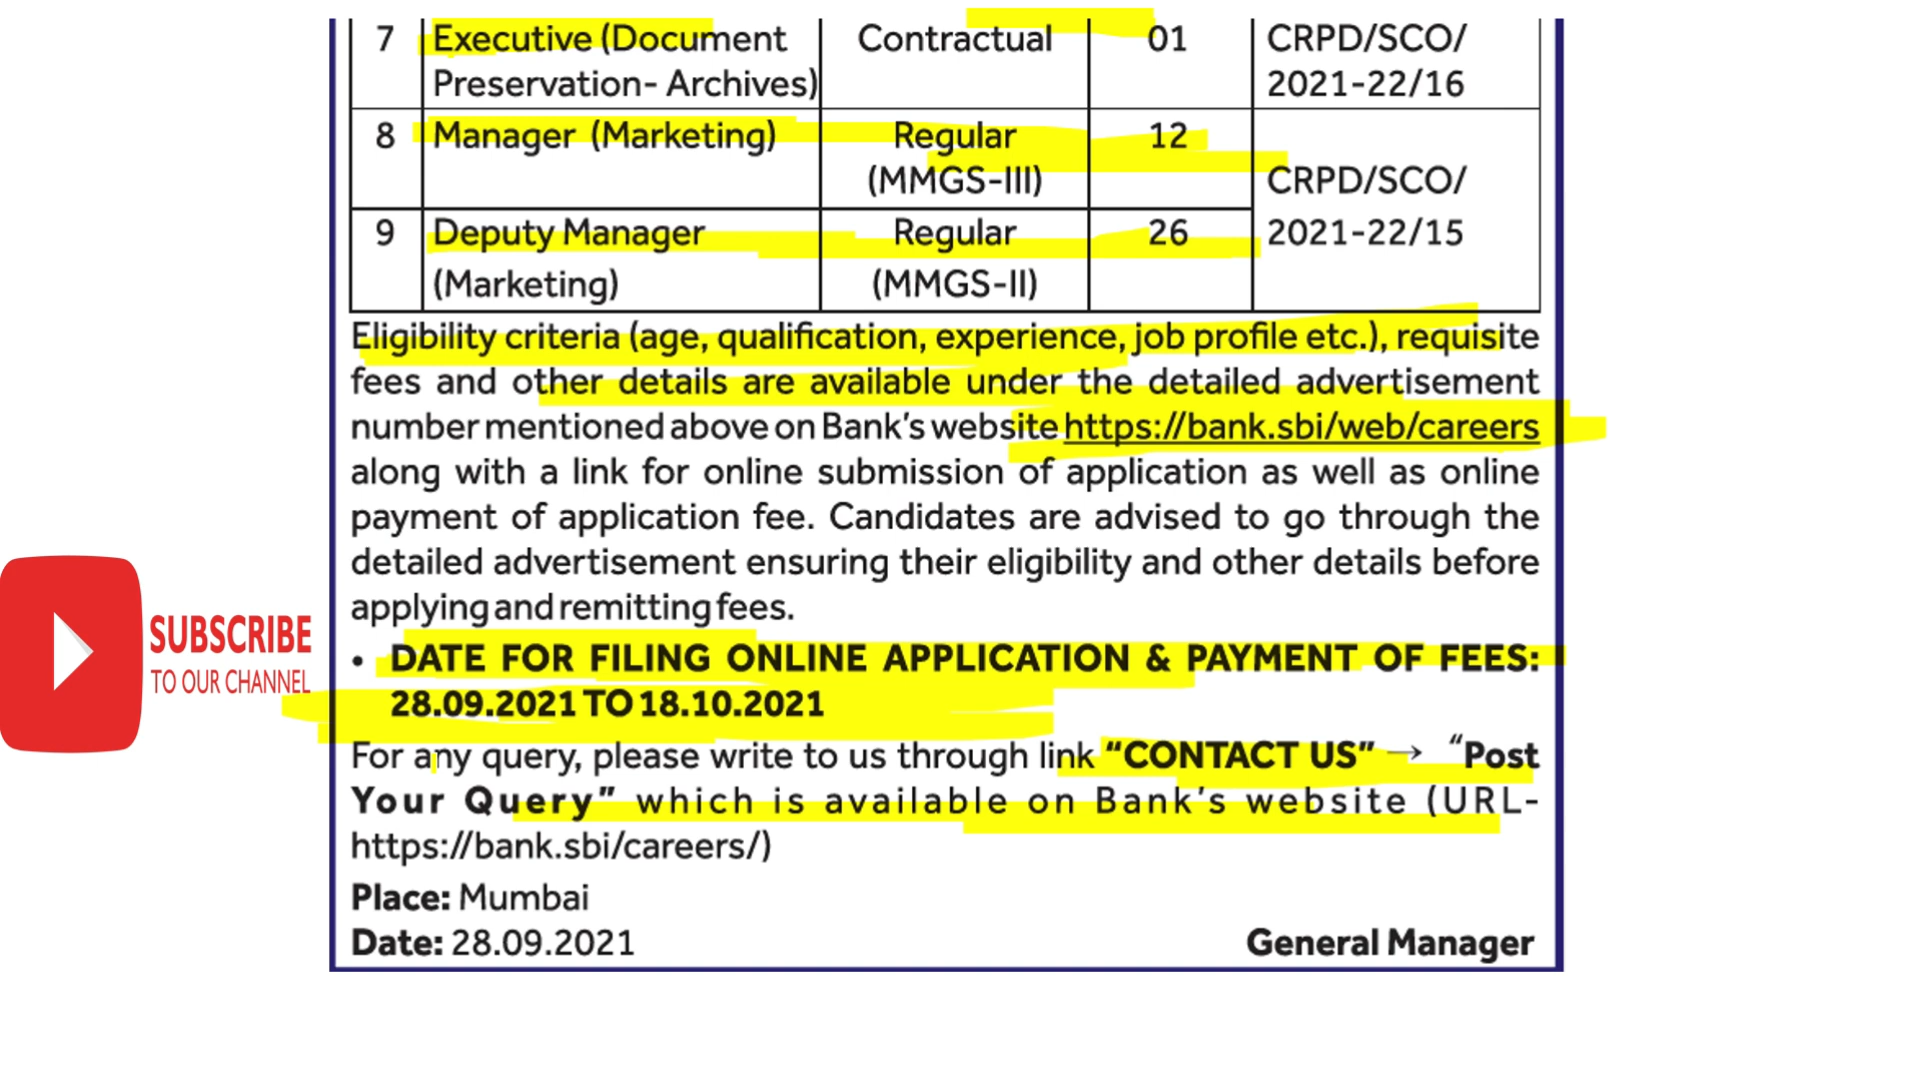 7 Executive (Document Contractual 01 CRPD/SCO/
Preservation- Archives) 2021-22/16
8 Manager (Marketing) Regular 12
(MMGS-III) CRPD/SCO/
9 Deputy Manager Regular 26 2021-22/15
(Marketing) (MMGS-II)
Eligibility criteria (age, qualification, experience, job profile etc.), requisite
fees and other details are available under the detailed advertisement
number mentioned above on Bank's website https://bank.sbi/web/careers
along with a link for online submission of application as well as online
payment of application fee. Candidates are advised to go through the
detailed advertisement ensuring their eligibility and other details before
applying and remitting fees.
• DATE FOR FILING ONLINE APPLICATION & PAYMENT OF FEES:
28.09.2021 TO 18.10.2021
For any query, please write to us through link “CONTACT US” → “Post
Your Query” which is available on Bank's website (URL-
https://bank.sbi/careers/)
Place: Mumbai
Date: 28.09.2021 General Manager
SUBSCRIBE
TO OUR CHANNEL